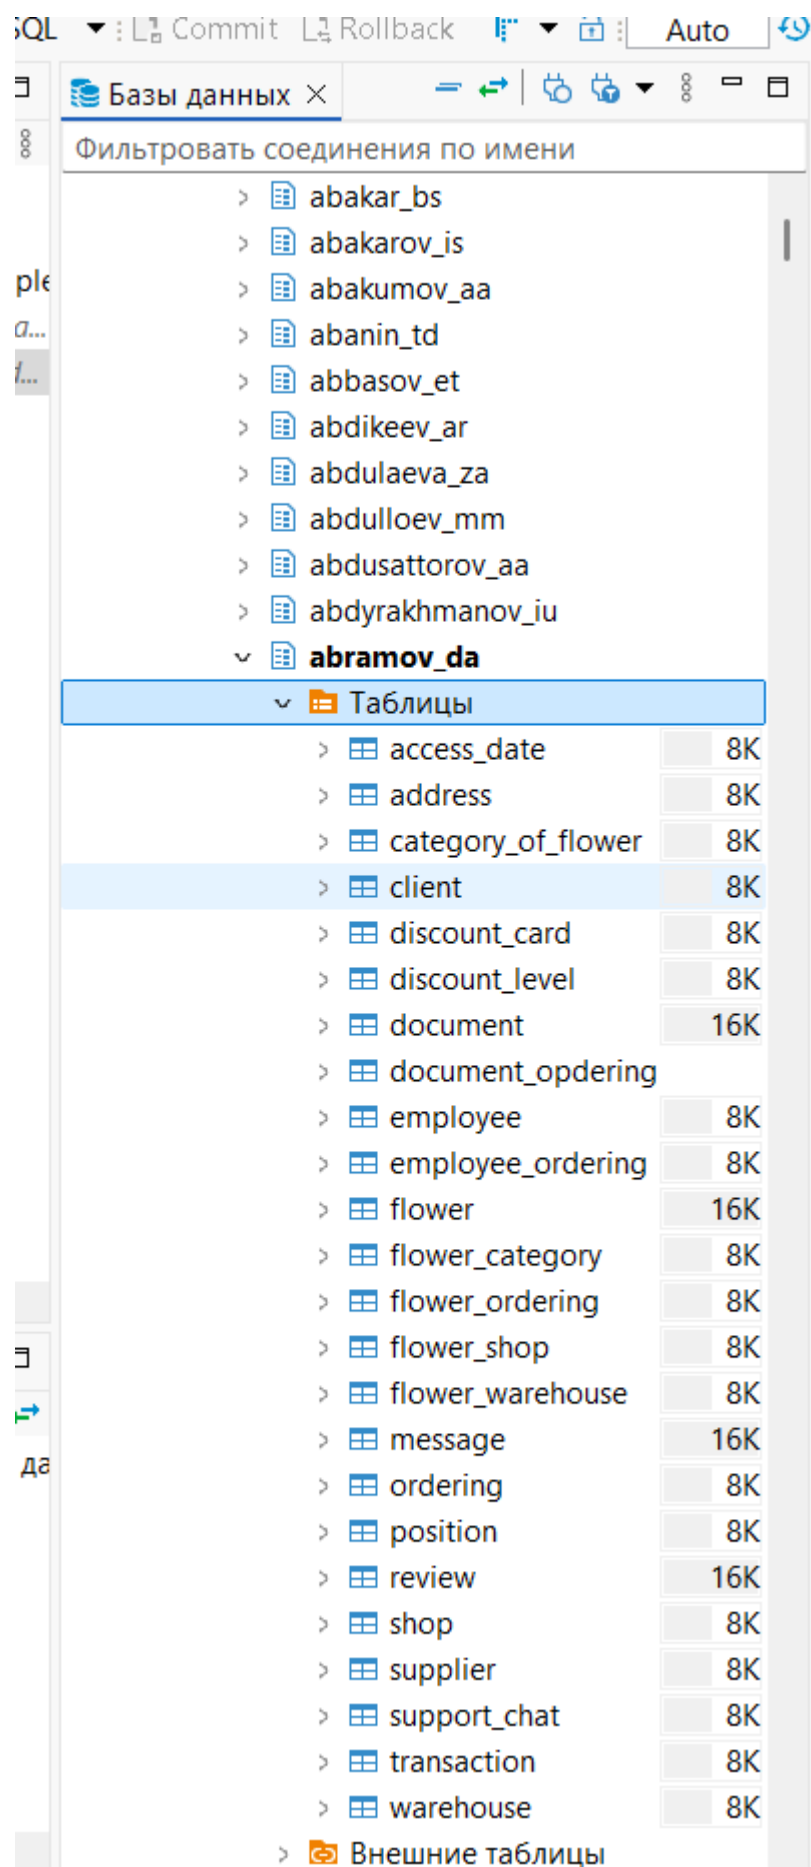 SQL Commit Rollback Auto
Базы данных
Фильтровать соединения по имени
abakar_bs
abakarov_is
abakumov_aa
abanin_td
abbasov_et
abdikeev_ar
abdulaeva_za
abdulloev_mm
abdusattorov_aa
abdyrakhmanov_iu
abramov_da
Таблицы
access_date 8K
address 8K
category_of_flower 8K
client 8K
discount_card 8K
discount_level 8K
document 16K
document_opdering
employee 8K
employee_ordering 8K
flower 16K
flower_category 8K
flower_ordering 8K
flower_shop 8K
flower_warehouse 8K
message 16K
ordering 8K
position 8K
review 16K
shop 8K
supplier 8K
support_chat 8K
transaction 8K
warehouse 8K
Внешние таблицы